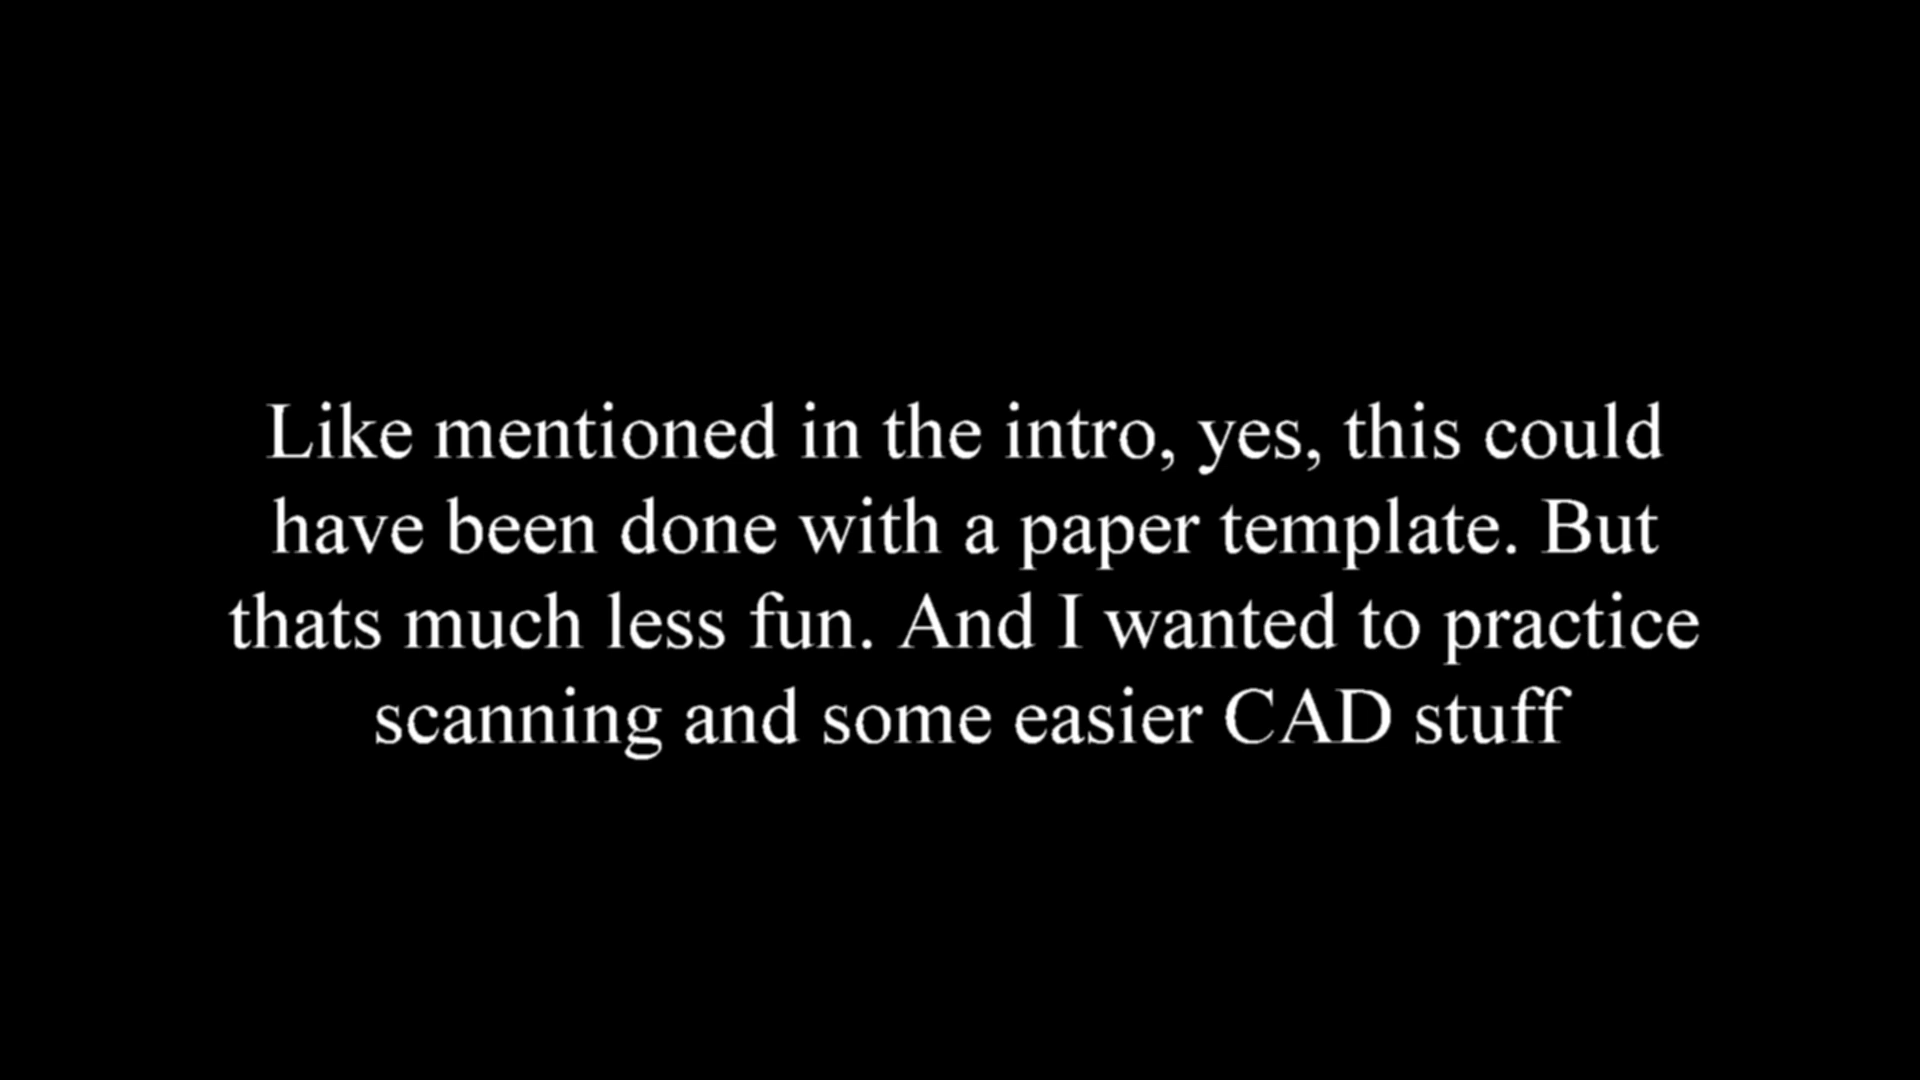 Like mentioned in the intro, yes, this could
have been done with a paper template. But
thats much less fun. And I wanted to practice
scanning and some easier CAD stuff